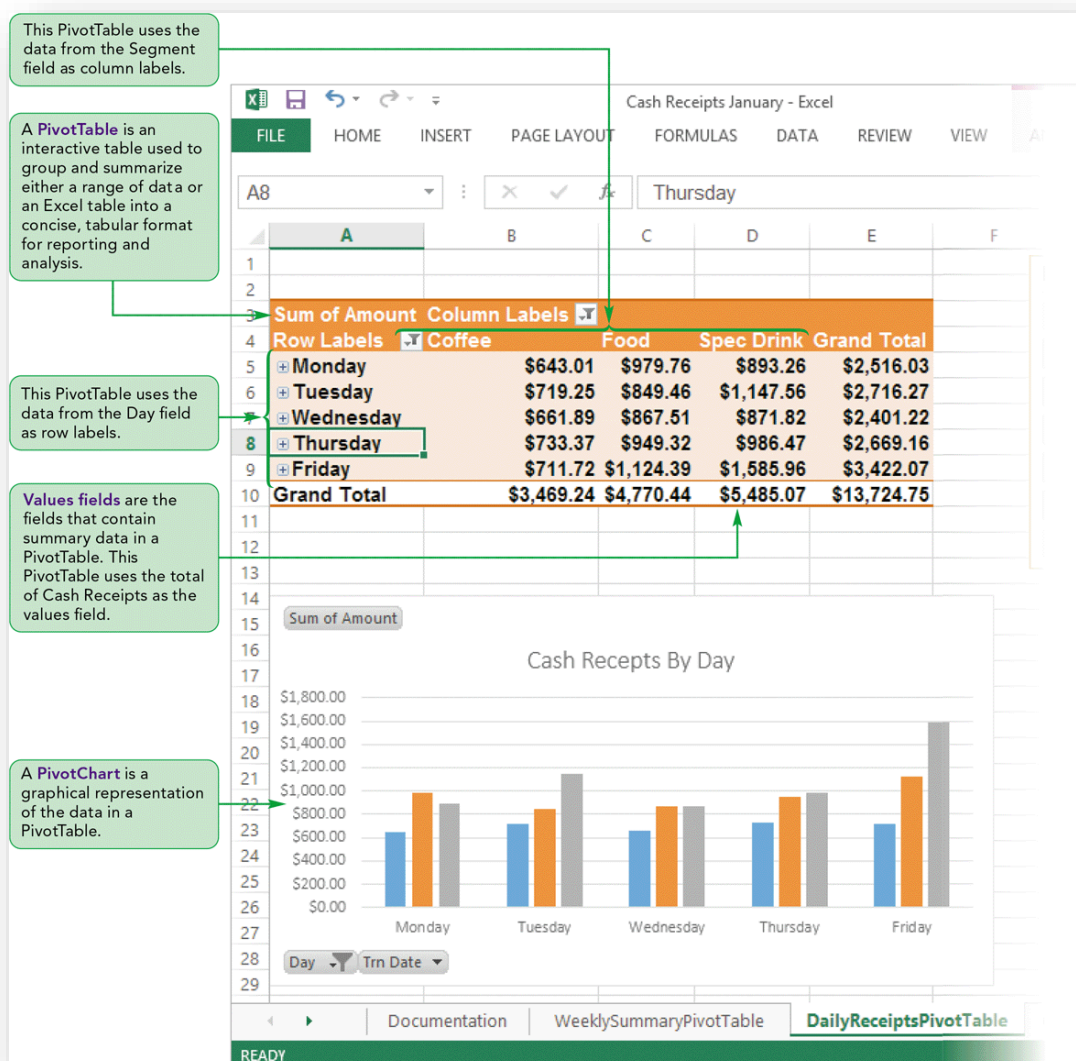 This PivotTable uses the
data from the Segment
field as column labels.
A PivotTable is an
interactive table used to
group and summarize
either a range of data or
an Excel table into a
concise, tabular format
for reporting and
analysis.
This PivotTable uses the
data from the Day field
as row labels.
Values fields are the
fields that contain
summary data in a
PivotTable. This
PivotTable uses the total
of Cash Receipts as the
values field.
A PivotChart is a
graphical representation
of the data in a
PivotTable.
Cash Receipts January - Excel
FILE HOME INSERT PAGE LAYOUT FORMULAS DATA REVIEW VIEW
A8 fx Thursday
A B C D E F
1
2
3 Sum of Amount Column Labels
4 Row Labels Coffee Food Spec Drink Grand Total
5 Monday $643.01 $979.76 $893.26 $2,516.03
6 Tuesday $719.25 $849.46 $1,147.56 $2,716.27
7 Wednesday $661.89 $867.51 $871.82 $2,401.22
8 Thursday $733.37 $949.32 $986.47 $2,669.16
9 Friday $711.72 $1,124.39 $1,585.96 $3,422.07
10 Grand Total $3,469.24 $4,770.44 $5,485.07 $13,724.75
11
12
13
14
15
16
17
18
19
20
21
22
23
24
25
26
27
28
29
Sum of Amount
Cash Recepts By Day
$1,800.00
$1,600.00
$1,400.00
$1,200.00
$1,000.00
$800.00
$600.00
$400.00
$200.00
$0.00
Monday Tuesday Wednesday Thursday Friday
Day Trn Date
Documentation WeeklySummaryPivotTable DailyReceiptsPivotTable
READY